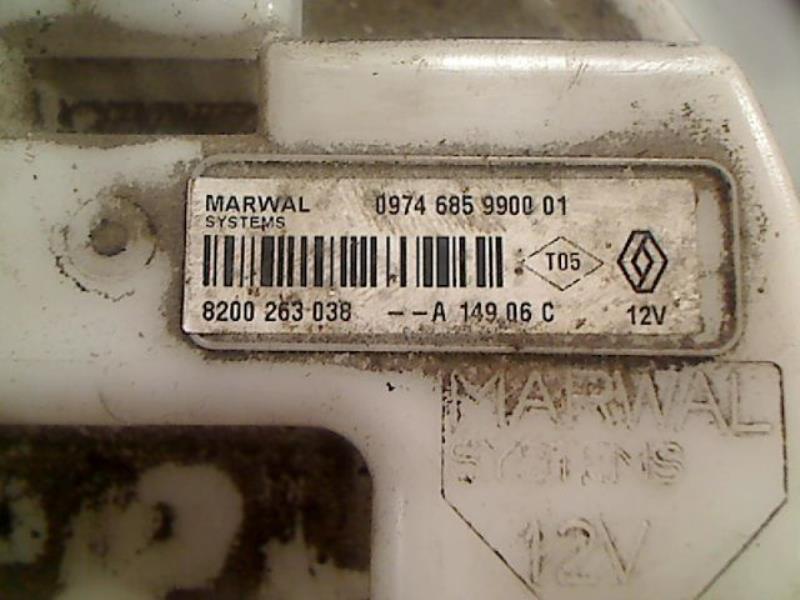 MARWAL 0974 685 9900 01
SYSTEMS
T05
8200 263 038 --A 149 06 C 12V
MARWAL
SYSTEMS
12V